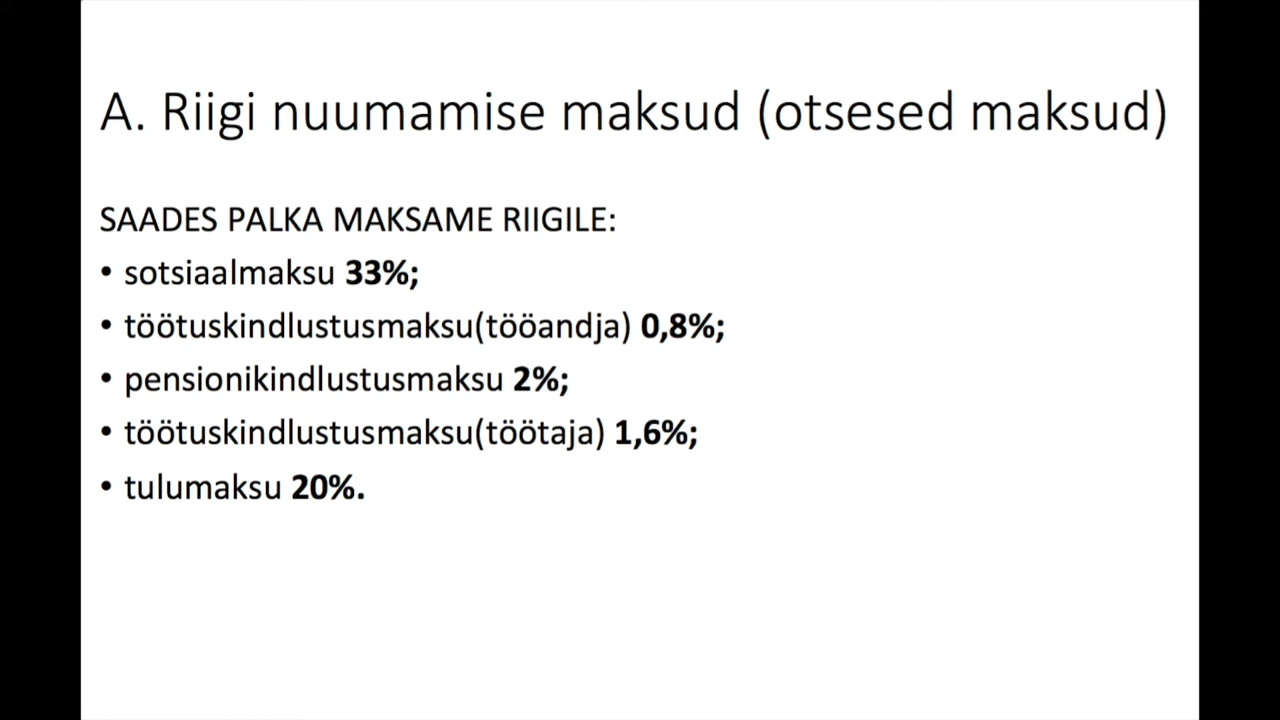 A. Riigi nuumamise maksud (otsesed maksud)
SAADES PALKA MAKSAME RIIGILE:
• sotsiaalmaksu 33%;
• töötuskindlustusmaksu(tööandja) 0,8%;
• pensionikindlustusmaksu 2%;
• töötuskindlustusmaksu(töötaja) 1,6%;
• tulumaksu 20%.